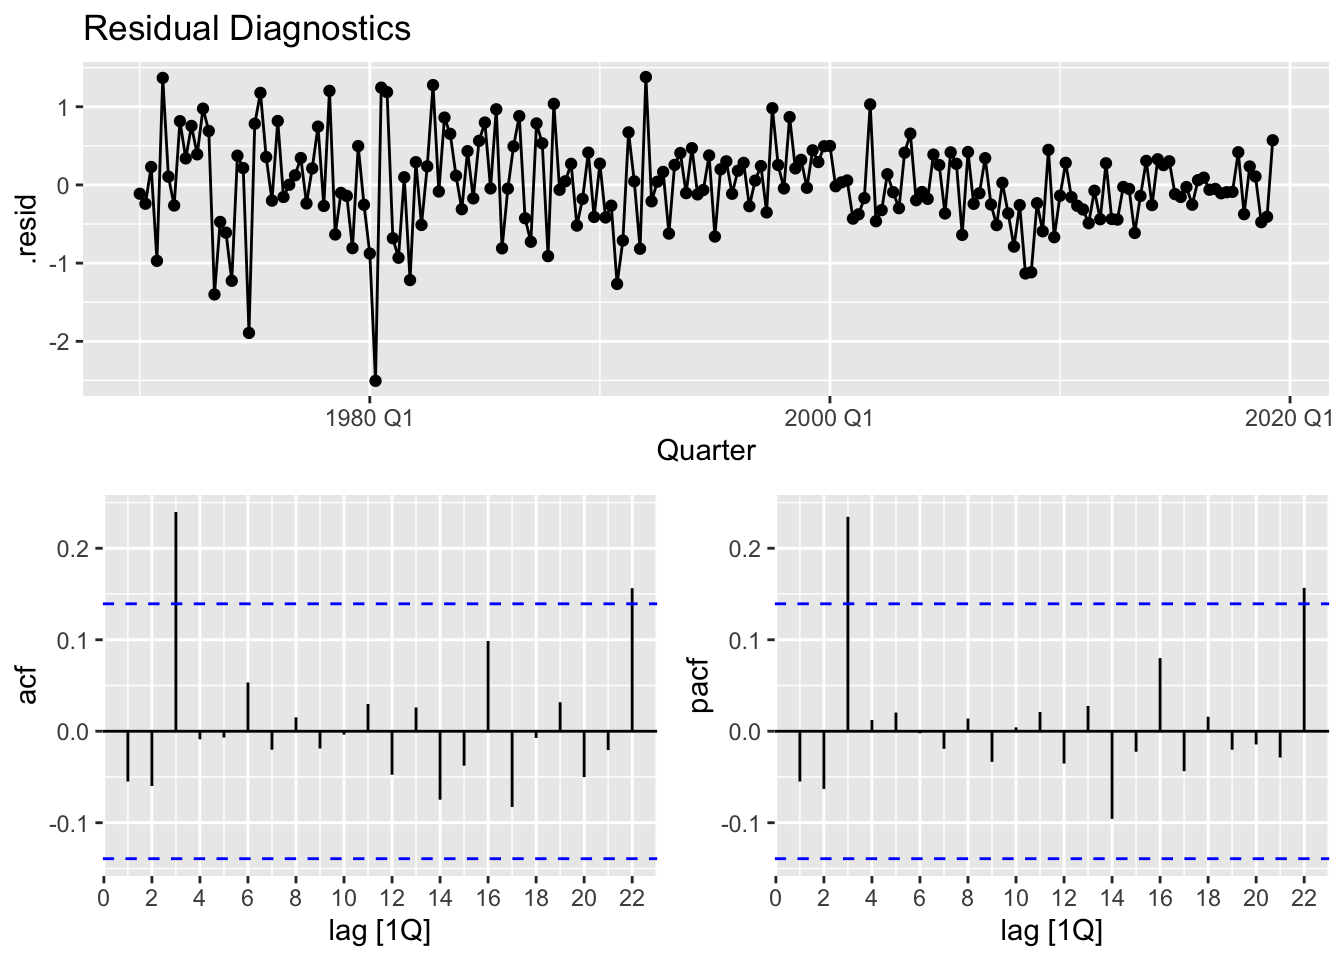 Residual Diagnostics
1
0
-1
-2
.resid
1980 Q1 2000 Q1 2020 Q1
Quarter
0.2
0.1
0.0
-0.1
acf
0 2 4 6 8 10 12 14 16 18 20 22
lag [1Q]
0.2
0.1
0.0
-0.1
pacf
0 2 4 6 8 10 12 14 16 18 20 22
lag [1Q]